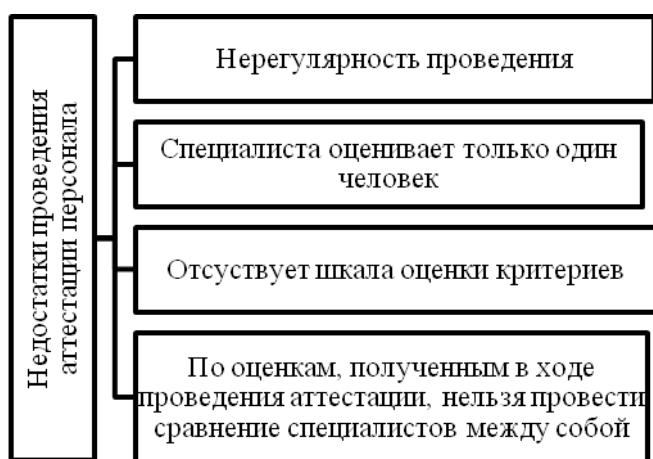 Недостатки проведения
аттестации персонала
Нерегулярность проведения
Специалиста оценивает только один
человек
Отсуствует шкала оценки критериев
По оценкам, полученным в ходе
проведения аттестации, нельзя провести
сравнение специалистов между собой